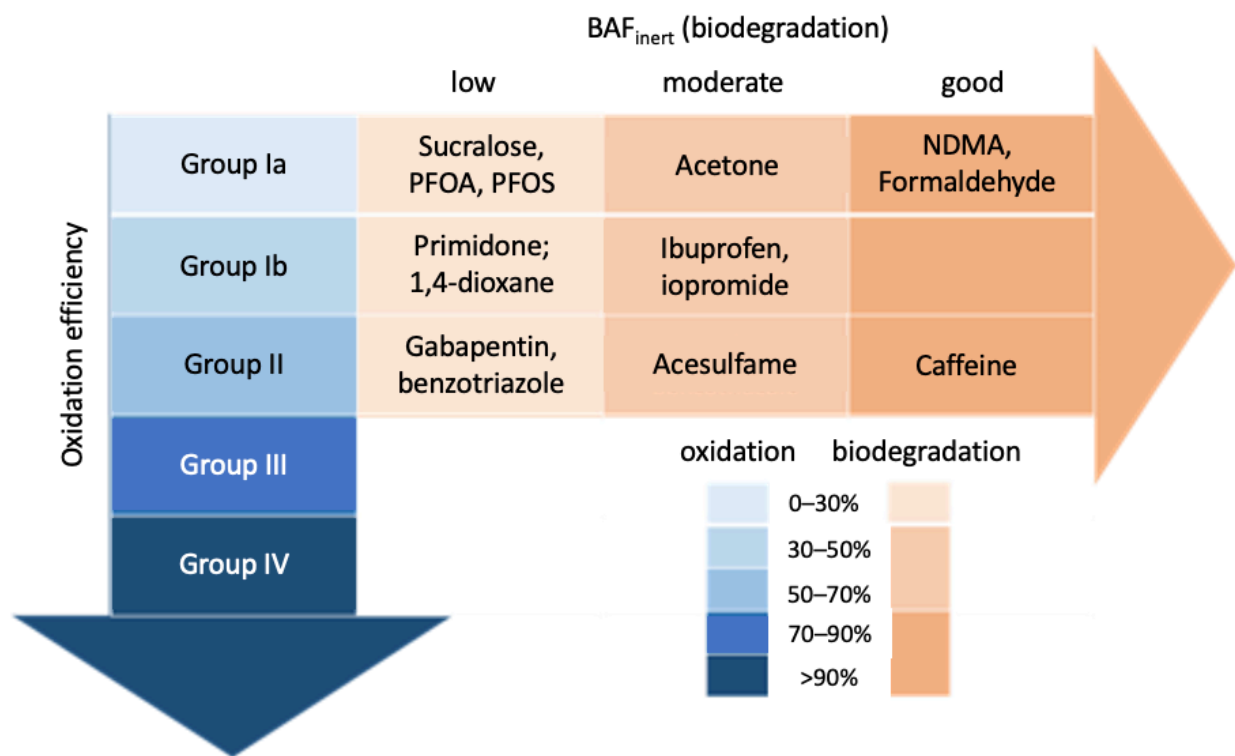 BAFinert (biodegradation)
low
moderate
good
Oxidation efficiency
Group Ia
Sucralose,
PFOA, PFOS
Acetone
NDMA,
Formaldehyde
Group Ib
Primidone;
1,4-dioxane
Ibuprofen,
iopromide
Group II
Gabapentin,
benzotriazole
Acesulfame
Caffeine
Group III
Group IV
oxidation
biodegradation
0–30%
30–50%
50–70%
70–90%
>90%